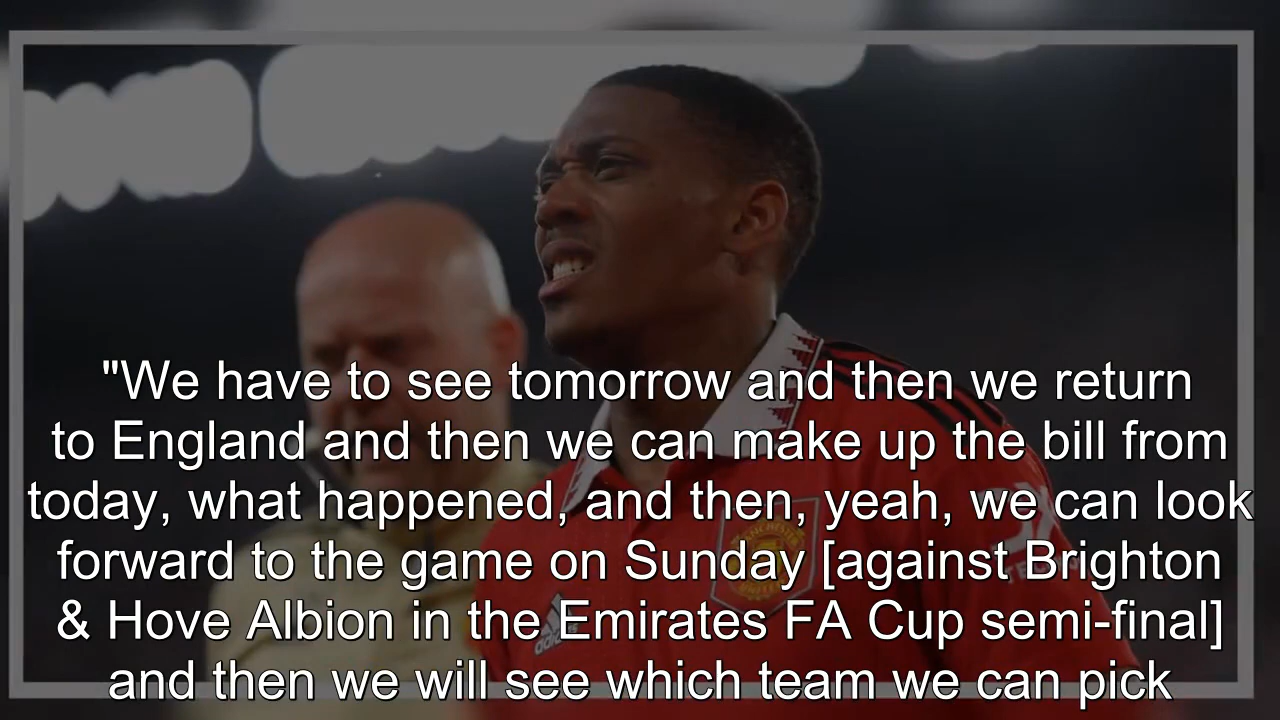 "We have to see tomorrow and then we return
to England and then we can make up the bill from
today, what happened, and then, yeah, we can look
forward to the game on Sunday [against Brighton
& Hove Albion in the Emirates FA Cup semi-final]
and then we will see which team we can pick
adidas